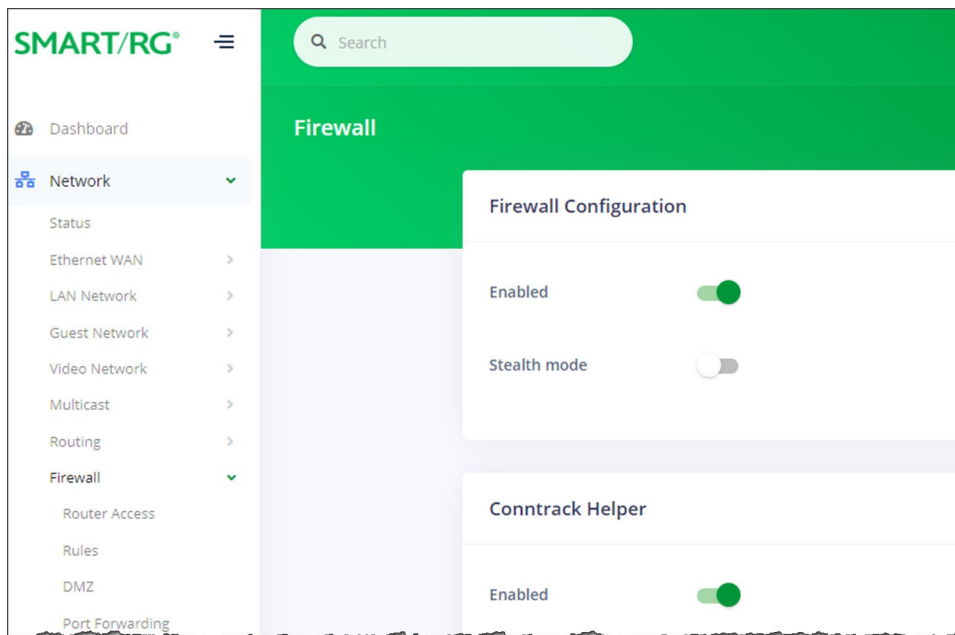 SMART/RG®
Search
Dashboard
Firewall
Network
Status
Ethernet WAN
LAN Network
Guest Network
Video Network
Multicast
Routing
Firewall
Router Access
Rules
DMZ
Port Forwarding
Firewall Configuration
Enabled
Stealth mode
Conntrack Helper
Enabled